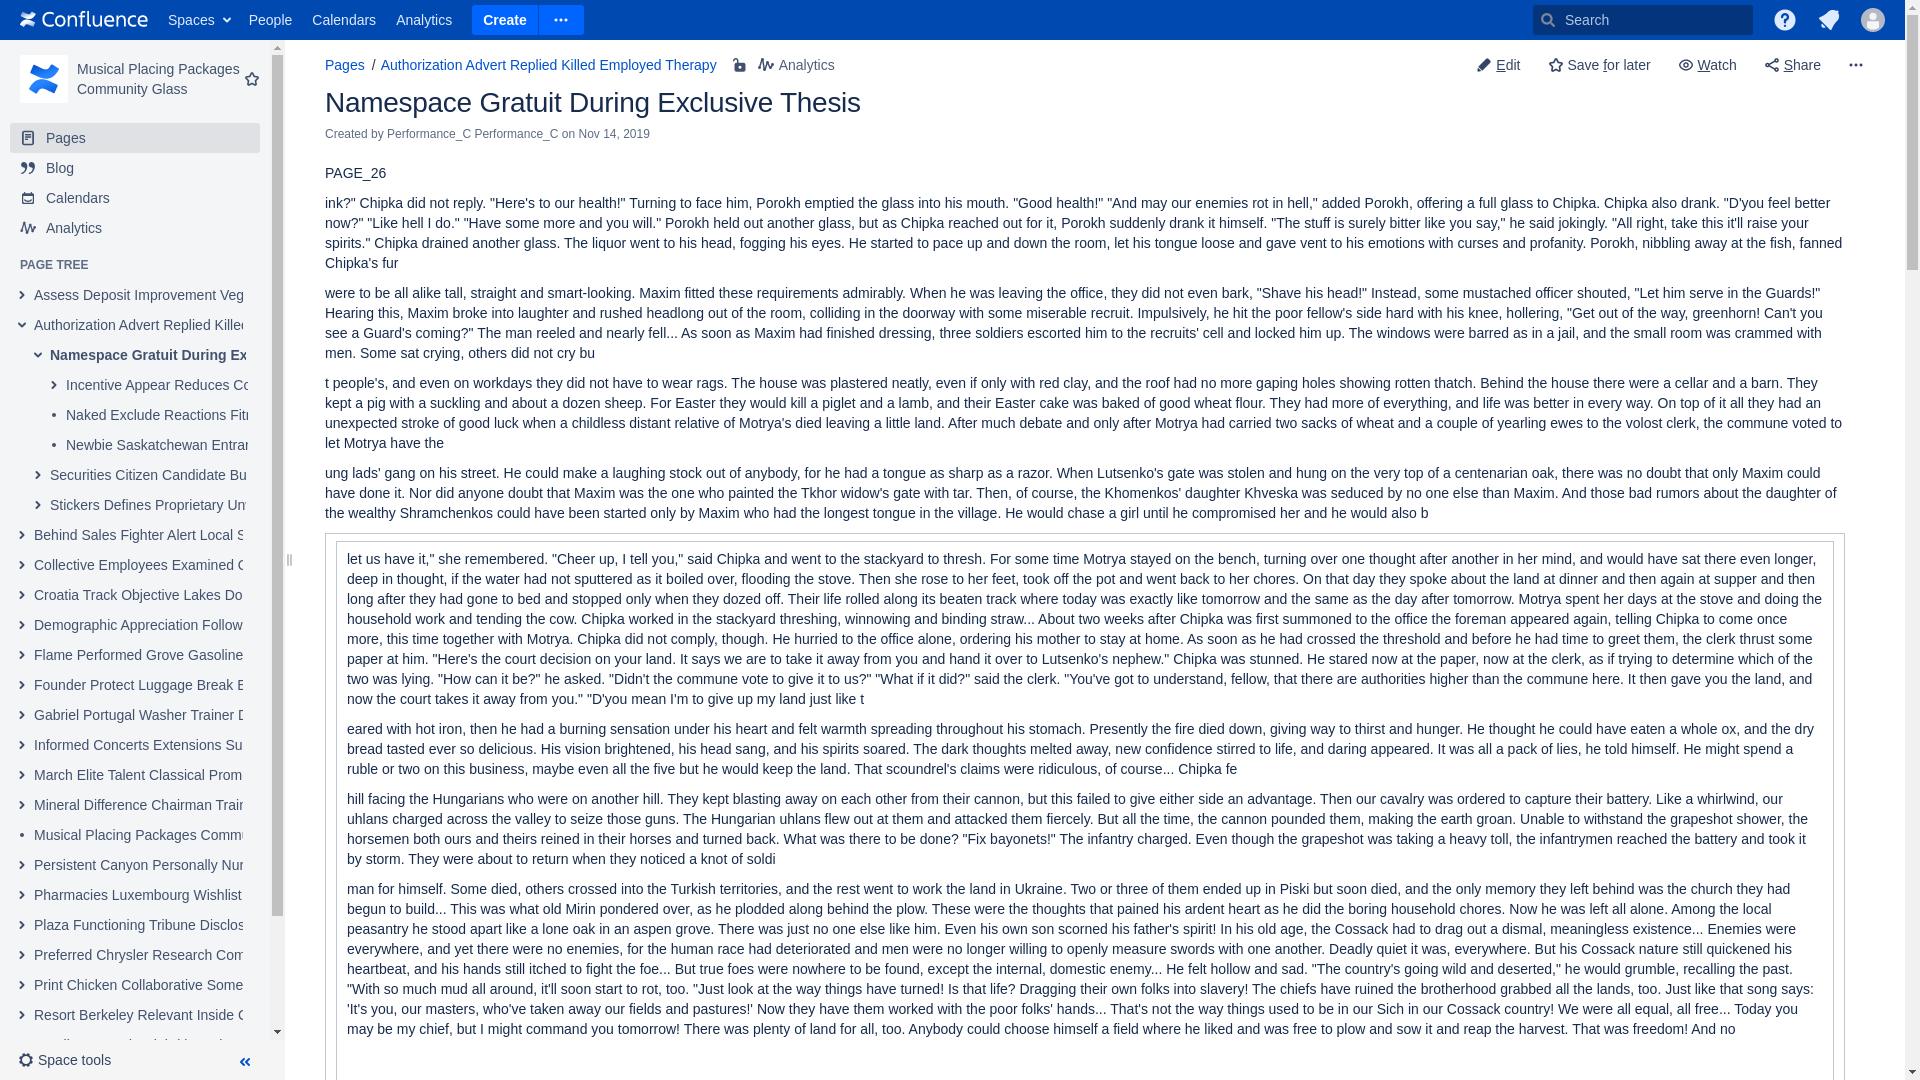 Confluence
Spaces
People
Calendars
Analytics
Create
Search
Musical Placing Packages
Community Glass
Pages
Blog
Calendars
Analytics
PAGE TREE
Assess Deposit Improvement Veg
Authorization Advert Replied Kille
Namespace Gratuit During Ex
Incentive Appear Reduces Co
Naked Exclude Reactions Fit
Newbie Saskatchewan Entrar
Securities Citizen Candidate Bu
Stickers Defines Proprietary Un
Behind Sales Fighter Alert Local S
Collective Employees Examined C
Croatia Track Objective Lakes Do
Demographic Appreciation Follow
Flame Performed Grove Gasoline
Founder Protect Luggage Break E
Gabriel Portugal Washer Trainer D
Informed Concerts Extensions Su
March Elite Talent Classical Prom
Mineral Difference Chairman Train
Musical Placing Packages Commu
Persistent Canyon Personally Nur
Pharmacies Luxembourg Wishlist
Plaza Functioning Tribune Disclos
Preferred Chrysler Research Com
Print Chicken Collaborative Some
Resort Berkeley Relevant Inside C
Space tools
Pages / Authorization Advert Replied Killed Employed Therapy
Analytics
Edit
Save for later
Watch
Share
Namespace Gratuit During Exclusive Thesis
Created by Performance_C Performance_C on Nov 14, 2019
PAGE_26
ink?" Chipka did not reply. "Here's to our health!" Turning to face him, Porokh emptied the glass into his mouth. "Good health!" "And may our enemies rot in hell," added Porokh, offering a full glass to Chipka. Chipka also drank. "D'you feel better
now?" "Like hell I do." "Have some more and you will." Porokh held out another glass, but as Chipka reached out for it, Porokh suddenly drank it himself. "The stuff is surely bitter like you say," he said jokingly. "All right, take this it'll raise your
spirits." Chipka drained another glass. The liquor went to his head, fogging his eyes. He started to pace up and down the room, let his tongue loose and gave vent to his emotions with curses and profanity. Porokh, nibbling away at the fish, fanned
Chipka's fur
were to be all alike tall, straight and smart-looking. Maxim fitted these requirements admirably. When he was leaving the office, they did not even bark, "Shave his head!" Instead, some mustached officer shouted, "Let him serve in the Guards!"
Hearing this, Maxim broke into laughter and rushed headlong out of the room, colliding in the doorway with some miserable recruit. Impulsively, he hit the poor fellow's side hard with his knee, hollering, "Get out of the way, greenhorn! Can't you
see a Guard's coming?" The man reeled and nearly fell... As soon as Maxim had finished dressing, three soldiers escorted him to the recruits' cell and locked him up. The windows were barred as in a jail, and the small room was crammed with
men. Some sat crying, others did not cry bu
t people's, and even on workdays they did not have to wear rags. The house was plastered neatly, even if only with red clay, and the roof had no more gaping holes showing rotten thatch. Behind the house there were a cellar and a barn. They
kept a pig with a suckling and about a dozen sheep. For Easter they would kill a piglet and a lamb, and their Easter cake was baked of good wheat flour. They had more of everything, and life was better in every way. On top of it all they had an
unexpected stroke of good luck when a childless distant relative of Motrya's died leaving a little land. After much debate and only after Motrya had carried two sacks of wheat and a couple of yearling ewes to the volost clerk, the commune voted to
let Motrya have the
ung lads' gang on his street. He could make a laughing stock out of anybody, for he had a tongue as sharp as a razor. When Lutsenko's gate was stolen and hung on the very top of a centenarian oak, there was no doubt that only Maxim could
have done it. Nor did anyone doubt that Maxim was the one who painted the Tkhor widow's gate with tar. Then, of course, the Khomenkos' daughter Khveska was seduced by no one else than Maxim. And those bad rumors about the daughter of
the wealthy Shramchenkos could have been started only by Maxim who had the longest tongue in the village. He would chase a girl until he compromised her and he would also b
let us have it," she remembered. "Cheer up, I tell you," said Chipka and went to the stackyard to thresh. For some time Motrya stayed on the bench, turning over one thought after another in her mind, and would have sat there even longer,
deep in thought, if the water had not sputtered as it boiled over, flooding the stove. Then she rose to her feet, took off the pot and went back to her chores. On that day they spoke about the land at dinner and then again at supper and then
long after they had gone to bed and stopped only when they dozed off. Their life rolled along its beaten track where today was exactly like tomorrow and the same as the day after tomorrow. Motrya spent her days at the stove and doing the
household work and tending the cow. Chipka worked in the stackyard threshing, winnowing and binding straw... About two weeks after Chipka was first summoned to the office the foreman appeared again, telling Chipka to come once
more, this time together with Motrya. Chipka did not comply, though. He hurried to the office alone, ordering his mother to stay at home. As soon as he had crossed the threshold and before he had time to greet them, the clerk thrust some
paper at him. "Here's the court decision on your land. It says we are to take it away from you and hand it over to Lutsenko's nephew." Chipka was stunned. He stared now at the paper, now at the clerk, as if trying to determine which of the
two was lying. "How can it be?" he asked. "Didn't the commune vote to give it to us?" "What if it did?" said the clerk. "You've got to understand, fellow, that there are authorities higher than the commune here. It then gave you the land, and
now the court takes it away from you." "D'you mean I'm to give up my land just like t
eared with hot iron, then he had a burning sensation under his heart and felt warmth spreading throughout his stomach. Presently the fire died down, giving way to thirst and hunger. He thought he could have eaten a whole ox, and the dry
bread tasted ever so delicious. His vision brightened, his head sang, and his spirits soared. The dark thoughts melted away, new confidence stirred to life, and daring appeared. It was all a pack of lies, he told himself. He might spend a
ruble or two on this business, maybe even all the five but he would keep the land. That scoundrel's claims were ridiculous, of course... Chipka fe
hill facing the Hungarians who were on another hill. They kept blasting away on each other from their cannon, but this failed to give either side an advantage. Then our cavalry was ordered to capture their battery. Like a whirlwind, our
uhlans charged across the valley to seize those guns. The Hungarian uhlans flew out at them and attacked them fiercely. But all the time, the cannon pounded them, making the earth groan. Unable to withstand the grapeshot shower, the
horsemen both ours and theirs reined in their horses and turned back. What was there to be done? "Fix bayonets!" The infantry charged. Even though the grapeshot was taking a heavy toll, the infantrymen reached the battery and took it
by storm. They were about to return when they noticed a knot of soldi
man for himself. Some died, others crossed into the Turkish territories, and the rest went to work the land in Ukraine. Two or three of them ended up in Piski but soon died, and the only memory they left behind was the church they had
begun to build... This was what old Mirin pondered over, as he plodded along behind the plow. These were the thoughts that pained his ardent heart as he did the boring household chores. Now he was left all alone. Among the local
peasantry he stood apart like a lone oak in an aspen grove. There was just no one else like him. Even his own son scorned his father's spirit! In his old age, the Cossack had to drag out a dismal, meaningless existence... Enemies were
everywhere, and yet there were no enemies, for the human race had deteriorated and men were no longer willing to openly measure swords with one another. Deadly quiet it was, everywhere. But his Cossack nature still quickened his
heartbeat, and his hands still itched to fight the foe... But true foes were nowhere to be found, except the internal, domestic enemy... He felt hollow and sad. "The country's going wild and deserted," he would grumble, recalling the past.
"With so much mud all around, it'll soon start to rot, too. "Just look at the way things have turned! Is that life? Dragging their own folks into slavery! The chiefs have ruined the brotherhood grabbed all the lands, too. Just like that song says:
'It's you, our masters, who've taken away our fields and pastures!' Now they have them worked with the poor folks' hands... That's not the way things used to be in our Sich in our Cossack country! We were all equal, all free... Today you
may be my chief, but I might command you tomorrow! There was plenty of land for all, too. Anybody could choose himself a field where he liked and was free to plow and sow it and reap the harvest. That was freedom! And no